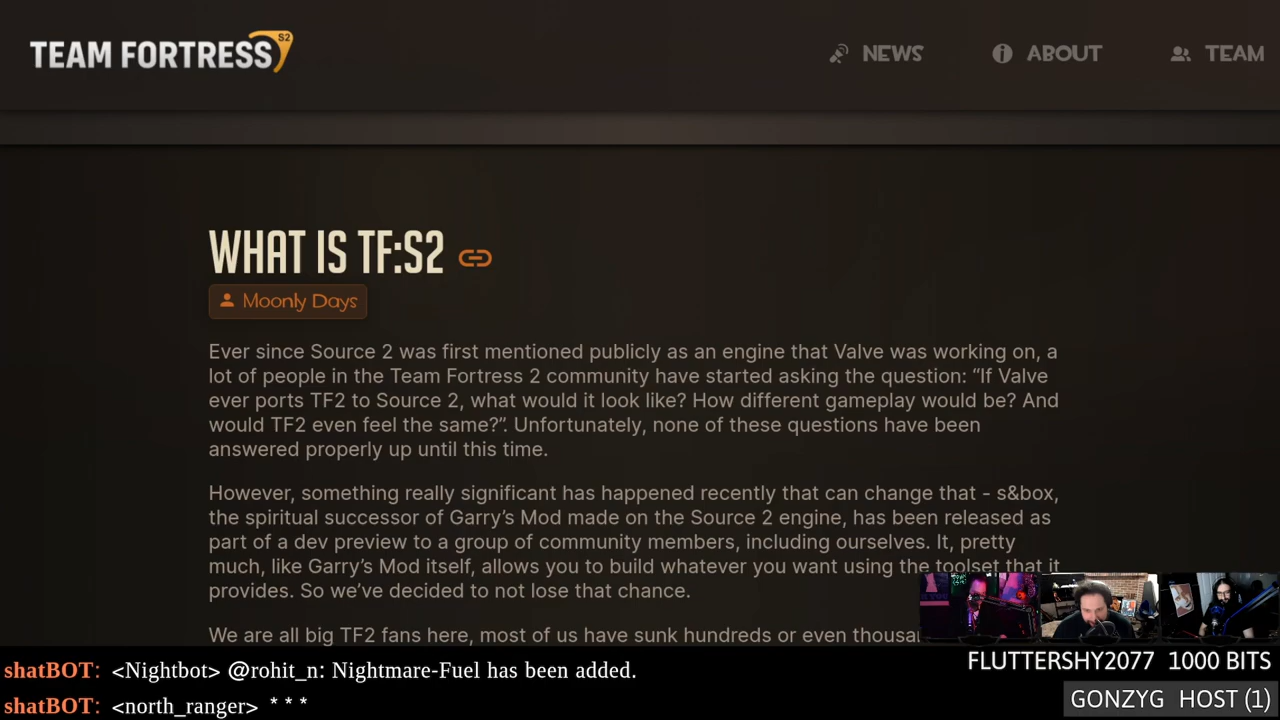 TEAM FORTRESS S2
NEWS
ABOUT
TEAM
WHAT IS TF:S2
Moonly Days
Ever since Source 2 was first mentioned publicly as an engine that Valve was working on, a
lot of people in the Team Fortress 2 community have started asking the question: “If Valve
ever ports TF2 to Source 2, what would it look like? How different gameplay would be? And
would TF2 even feel the same?”. Unfortunately, none of these questions have been
answered properly up until this time.
However, something really significant has happened recently that can change that - s&box,
the spiritual successor of Garry’s Mod made on the Source 2 engine, has been released as
part of a dev preview to a group of community members, including ourselves. It, pretty
much, like Garry’s Mod itself, allows you to build whatever you want using the toolset that it
provides. So we’ve decided to not lose that chance.
We are all big TF2 fans here, most of us have sunk hundreds or even
FLUTTERSHY2077 1000 BITS
shatBOT: <Nightbot> @rohit_n: Nightmare-Fuel has been added.
GONZYG HOST (1)
shatBOT: <north_ranger> * * *